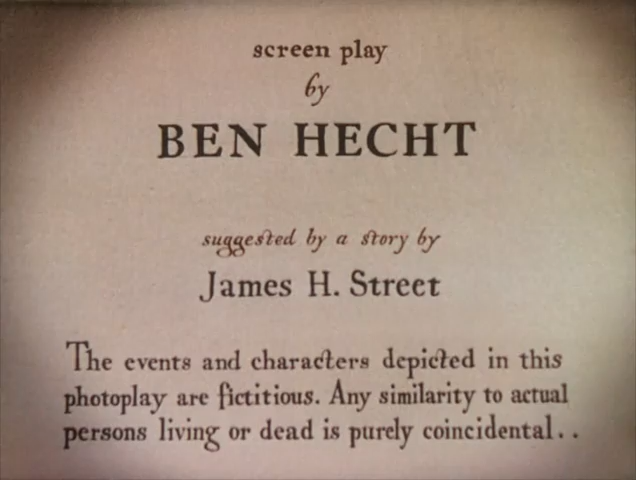 screen play
by
BEN HECHT
suggested by a story by
James H. Street
The events and characters depicted in this
photoplay are fictitious. Any similarity to actual
persons living or dead is purely coincidental. .